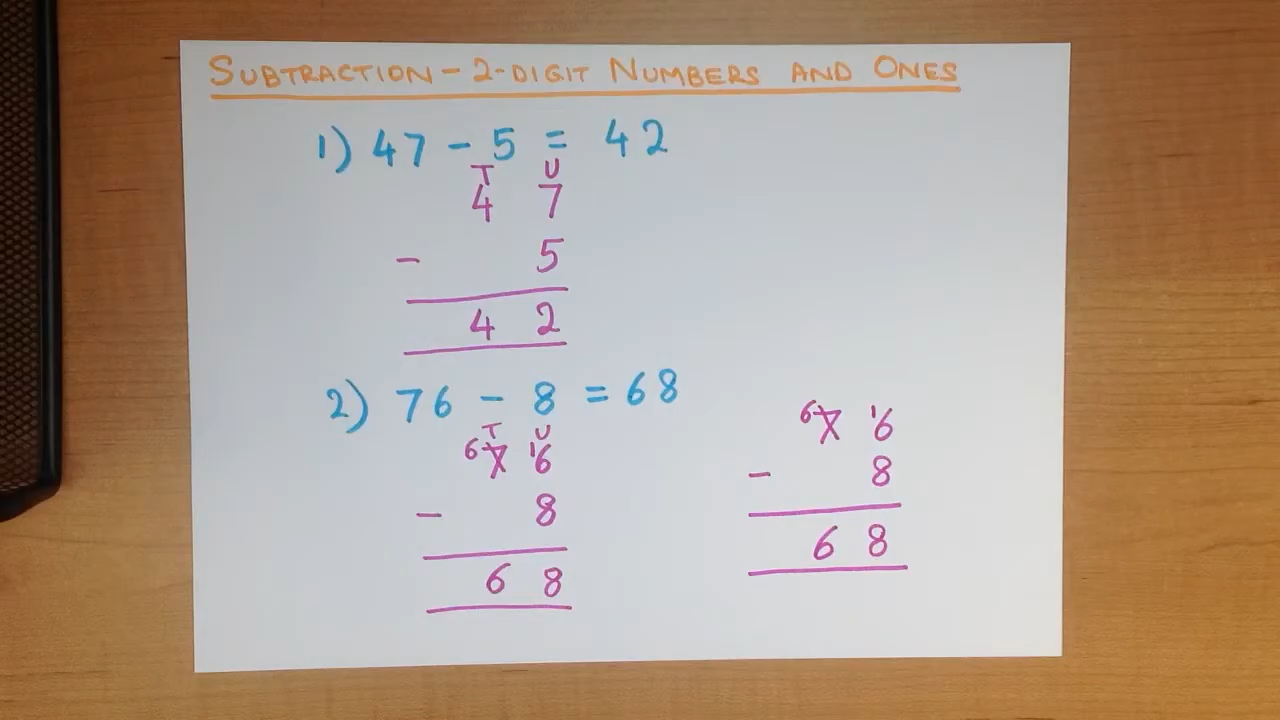 SUBTRACTION - 2-DIGIT NUMBERS AND ONES
1) 47 - 5 = 42
T U
4 7
- 5
4 2
2) 76 - 8 = 68
T U
6 7 16
- 8
6 8
6 7 16
- 8
6 8